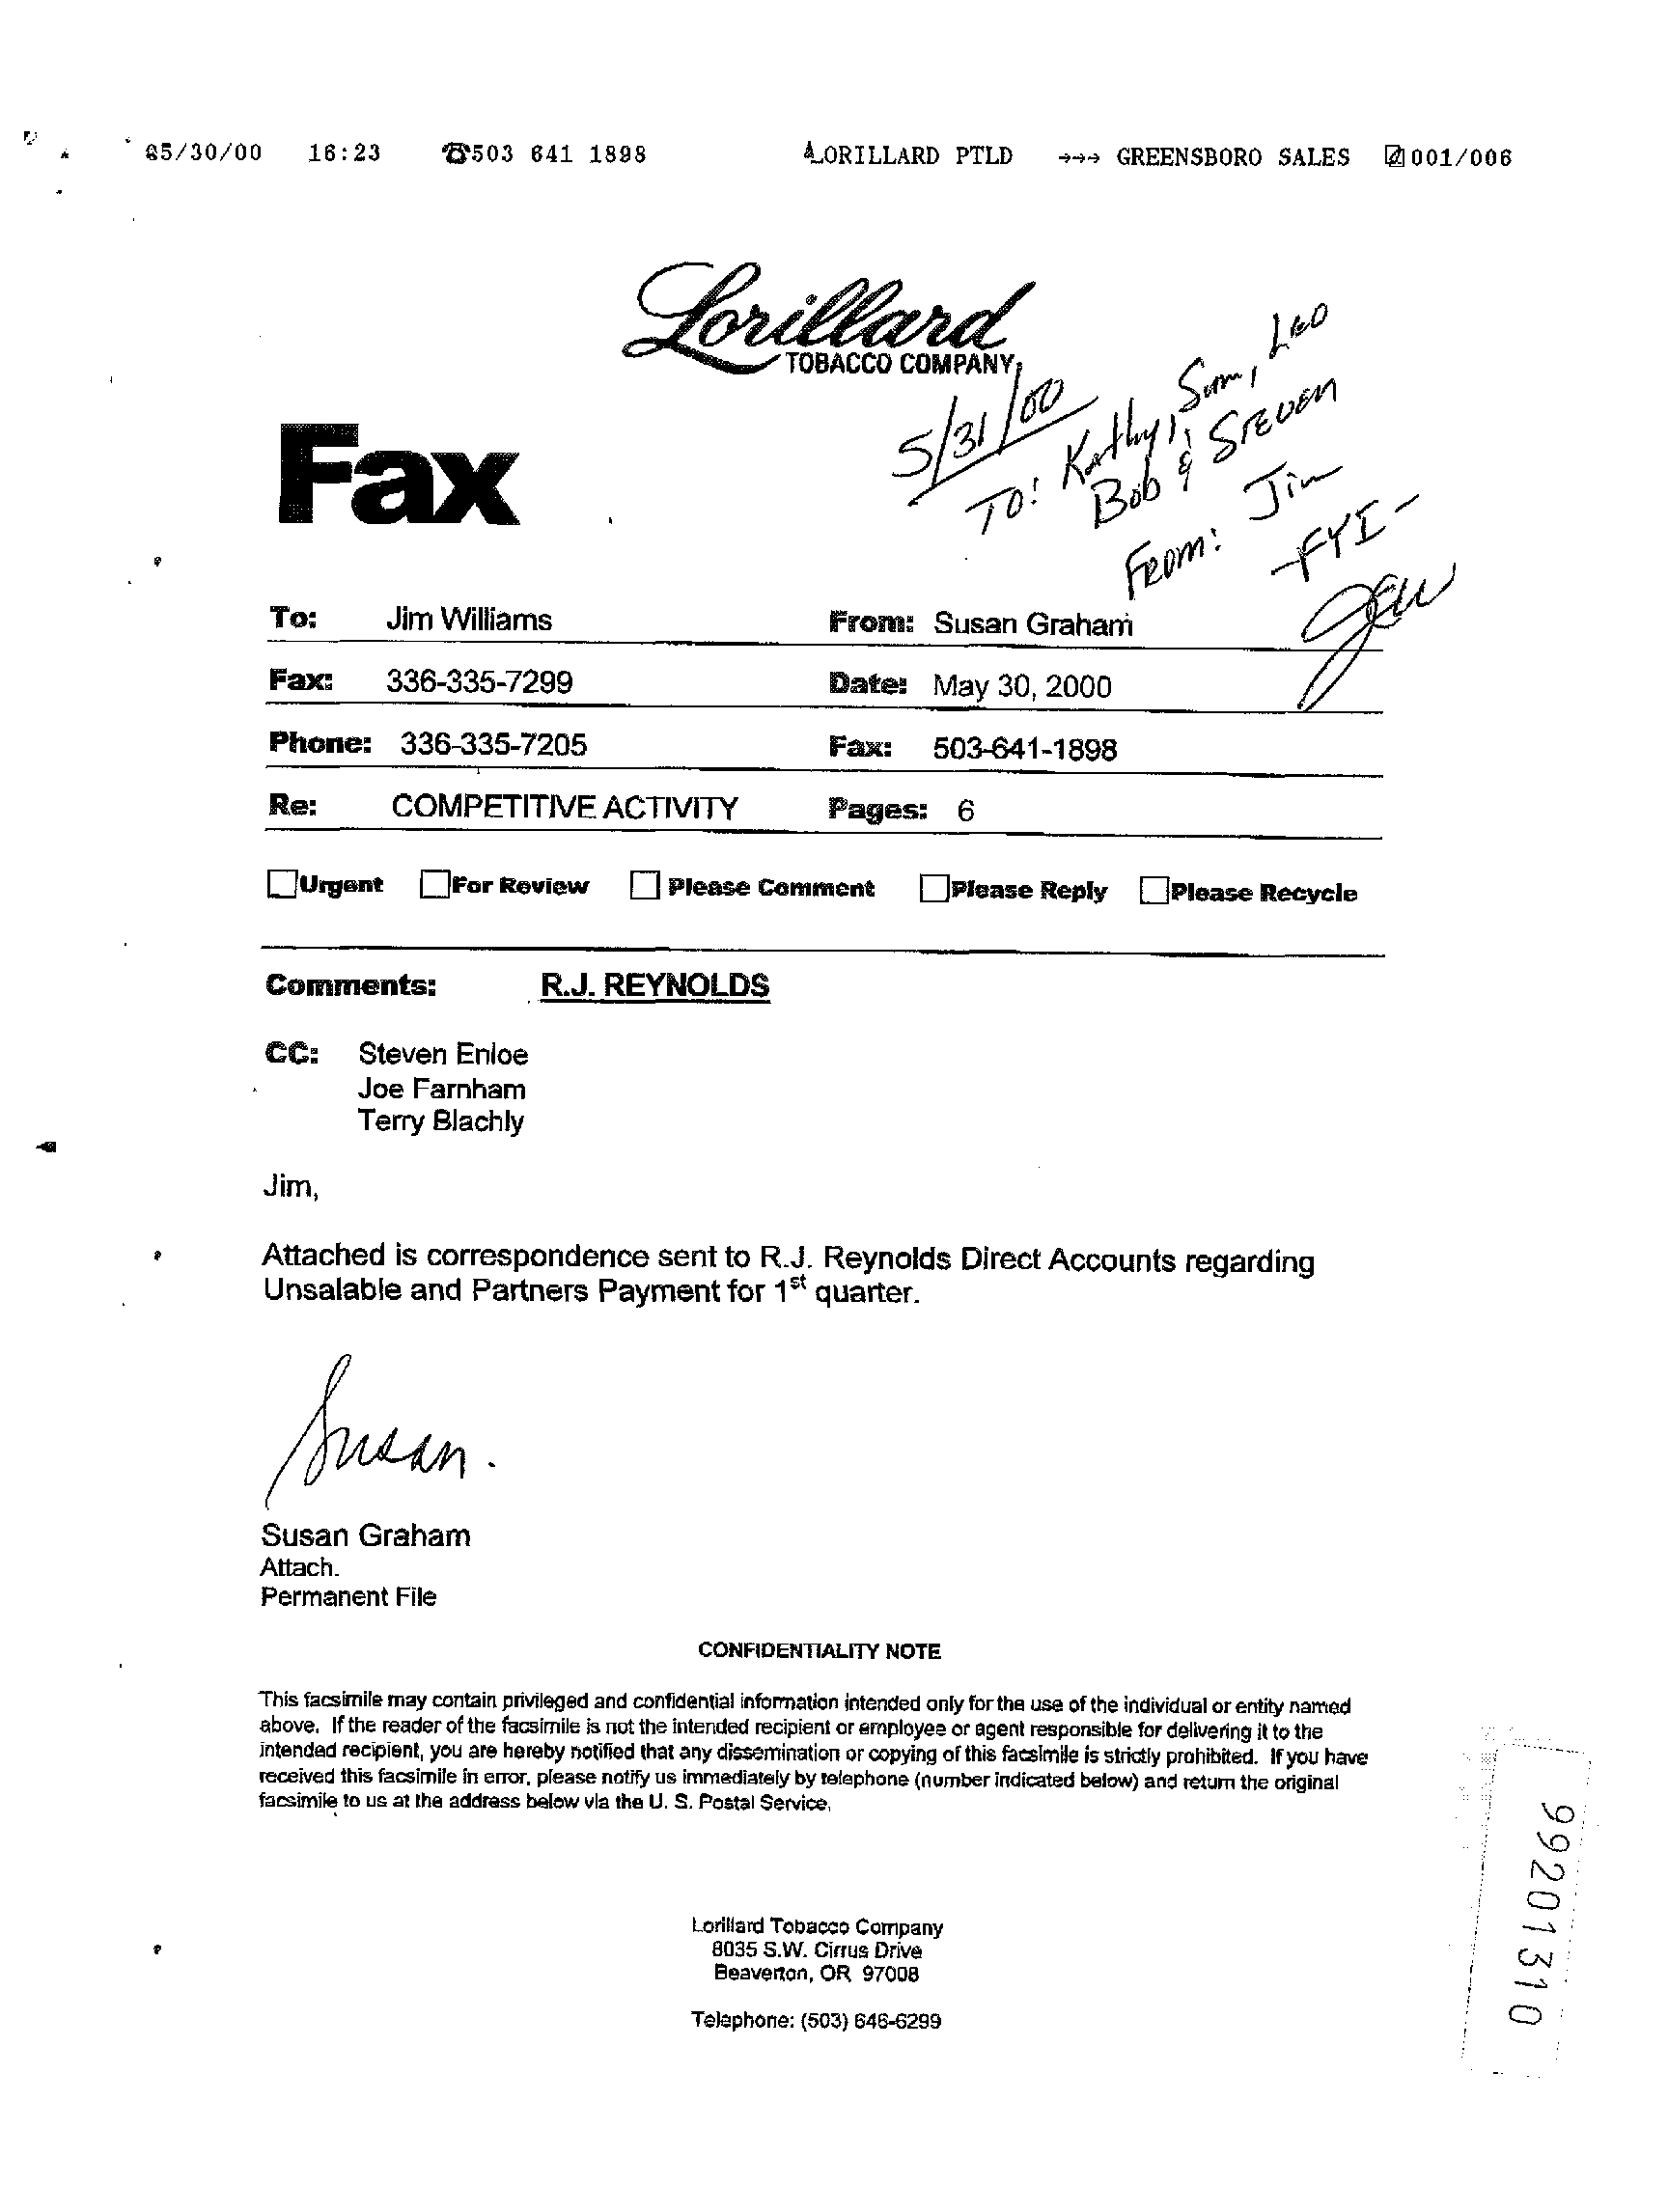 05/30/00 16:23 ☎503 641 1898 LORILLARD PTLD →→→ GREENSBORO SALES 001/006
Lorillard
TOBACCO COMPANY
5/31/00
To: Kathy, Sam, Leo
Bob & Steven
From: Jim
-FYI-
JEW
Fax
To: Jim Williams From: Susan Graham
Fax: 336-335-7299 Date: May 30, 2000
Phone: 336-335-7205 Fax: 503-641-1898
Re: COMPETITIVE ACTIVITY Pages: 6
☐Urgent ☐For Review ☐ Please Comment ☐Please Reply ☐Please Recycle
Comments: R.J. REYNOLDS
CC: Steven Enloe
Joe Farnham
Terry Blachly
Jim,
Attached is correspondence sent to R.J. Reynolds Direct Accounts regarding
Unsalable and Partners Payment for 1st quarter.
Susan.
Susan Graham
Attach.
Permanent File
CONFIDENTIALITY NOTE
This facsimile may contain privileged and confidential information intended only for the use of the individual or entity named
above. If the reader of the facsimile is not the intended recipient or employee or agent responsible for delivering it to the
intended recipient, you are hereby notified that any dissemination or copying of this facsimile is strictly prohibited. If you have
received this facsimile in error, please notify us immediately by telephone (number indicated below) and return the original
facsimile to us at the address below via the U. S. Postal Service.
Lorillard Tobacco Company
8035 S.W. Cirrus Drive
Beaverton, OR 97008
Telephone: (503) 646-6299
99201310